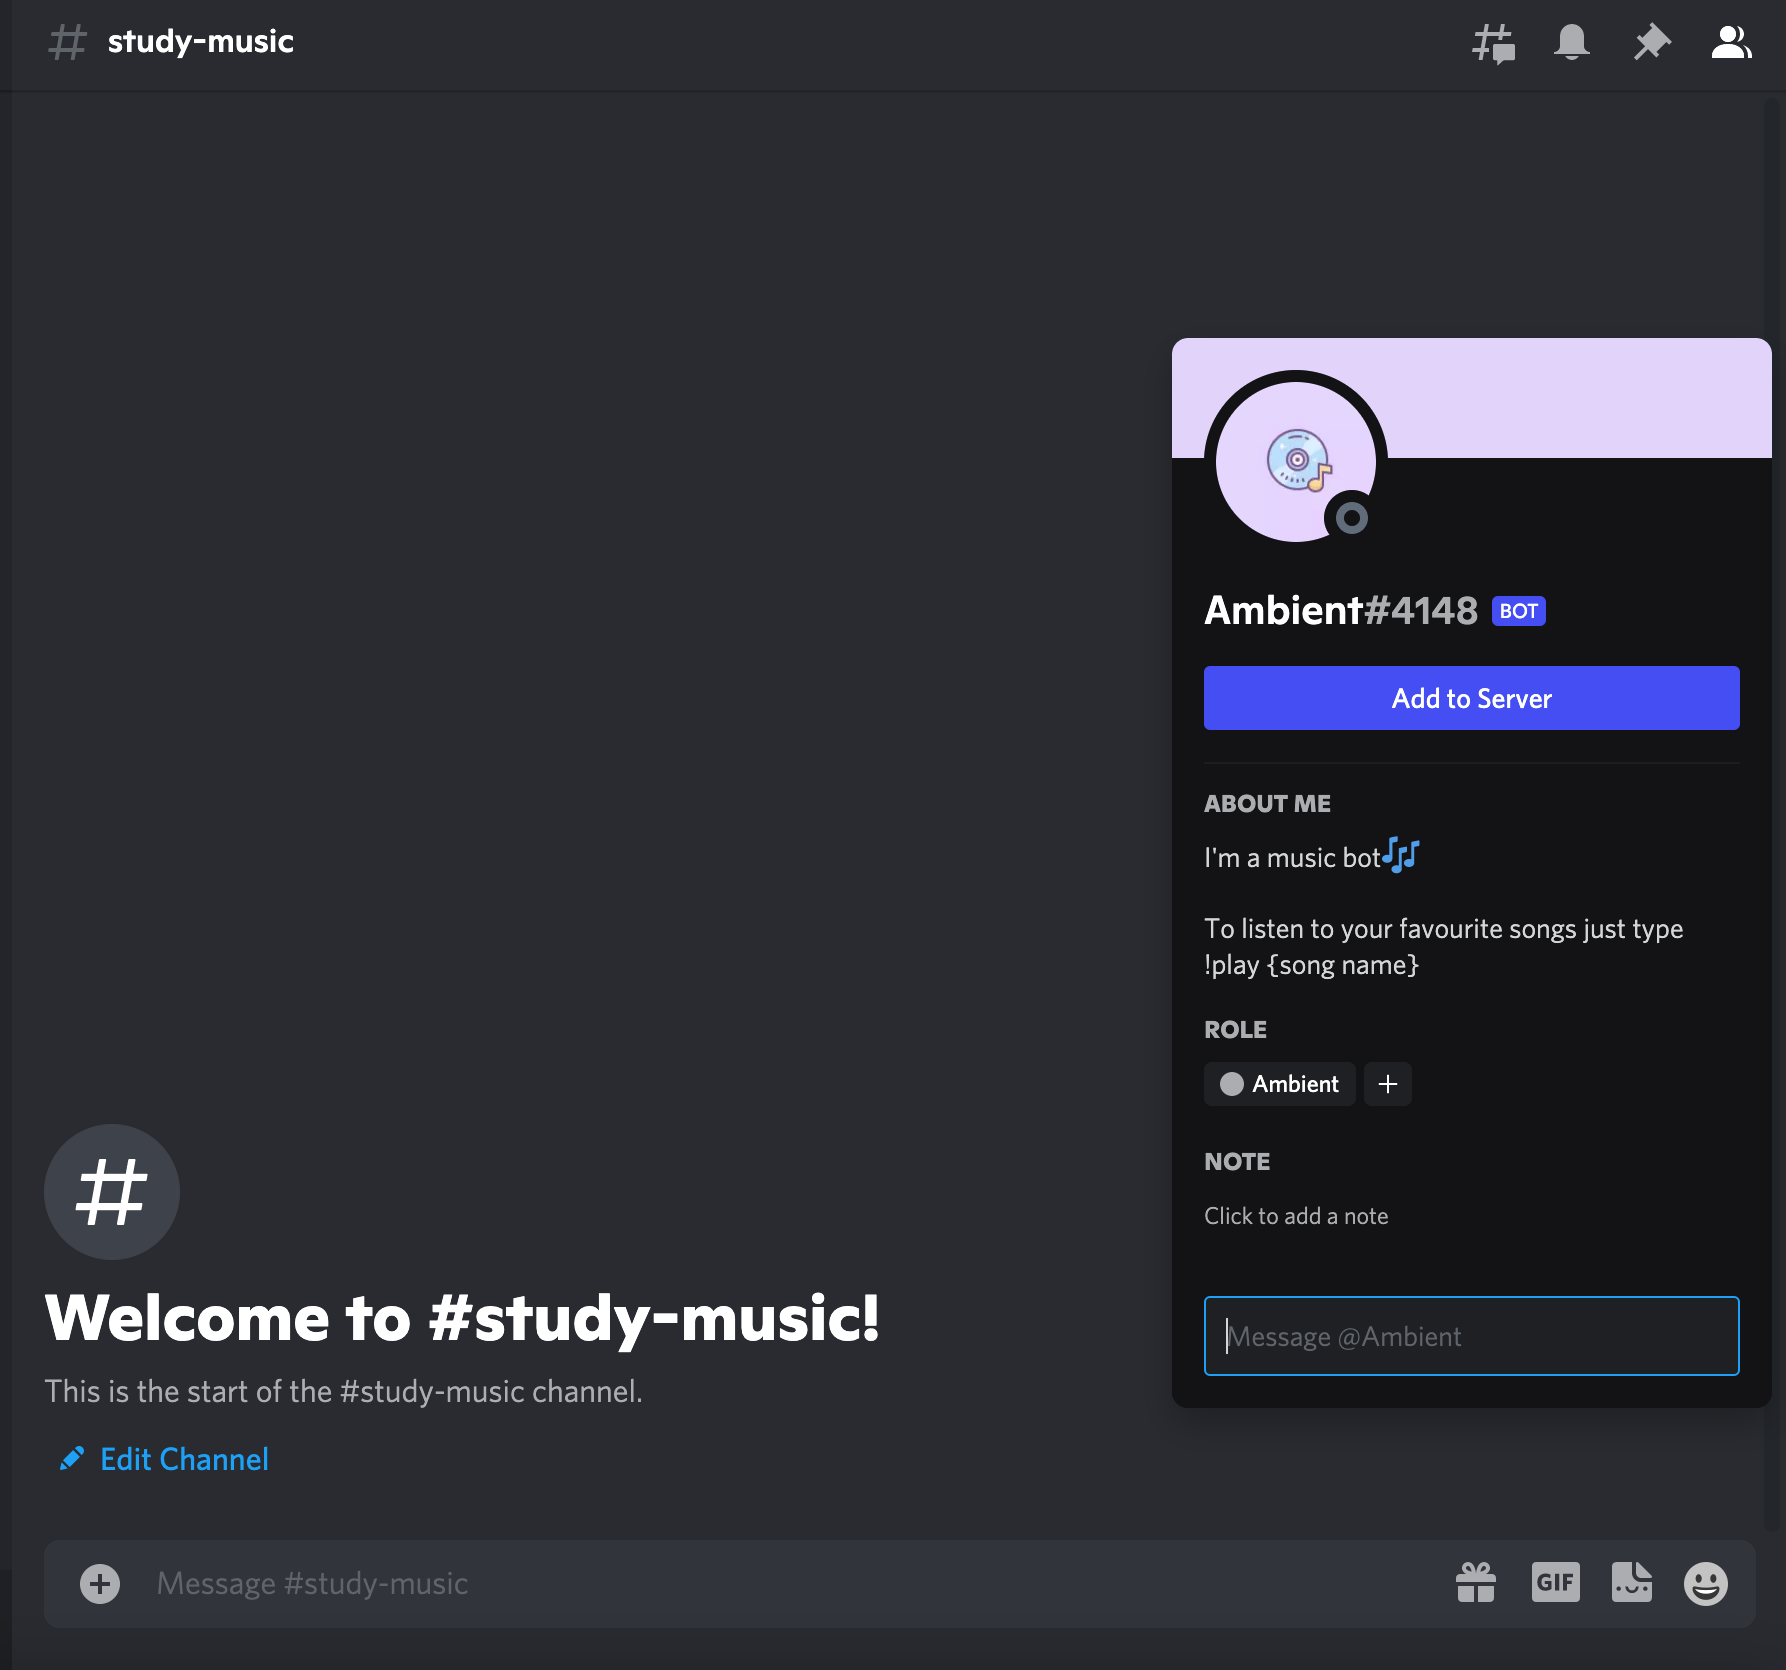 study-music
Ambient#4148 BOT
Add to Server
ABOUT ME
I'm a music bot🎶
To listen to your favourite songs just type
!play {song name}
ROLE
Ambient
NOTE
Click to add a note
Message @Ambient
Welcome to #study-music!
This is the start of the #study-music channel.
Edit Channel
Message #study-music
GIF